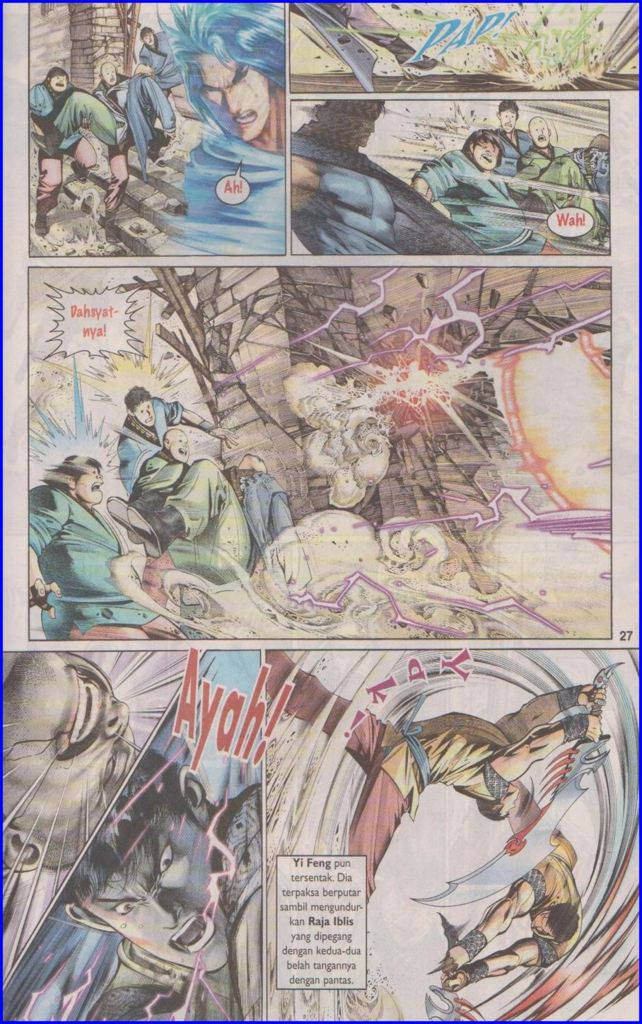 PAP!
Ah!
Wah!
Dahsyat-
nya!
27
Ayah!
YAK!
Yi Feng pun
tersentak. Dia
terpaksa berputar
sambil mengundur-
kan Raja Iblis
yang dipegang
dengan kedua-dua
belah tangannya
dengan pantas.